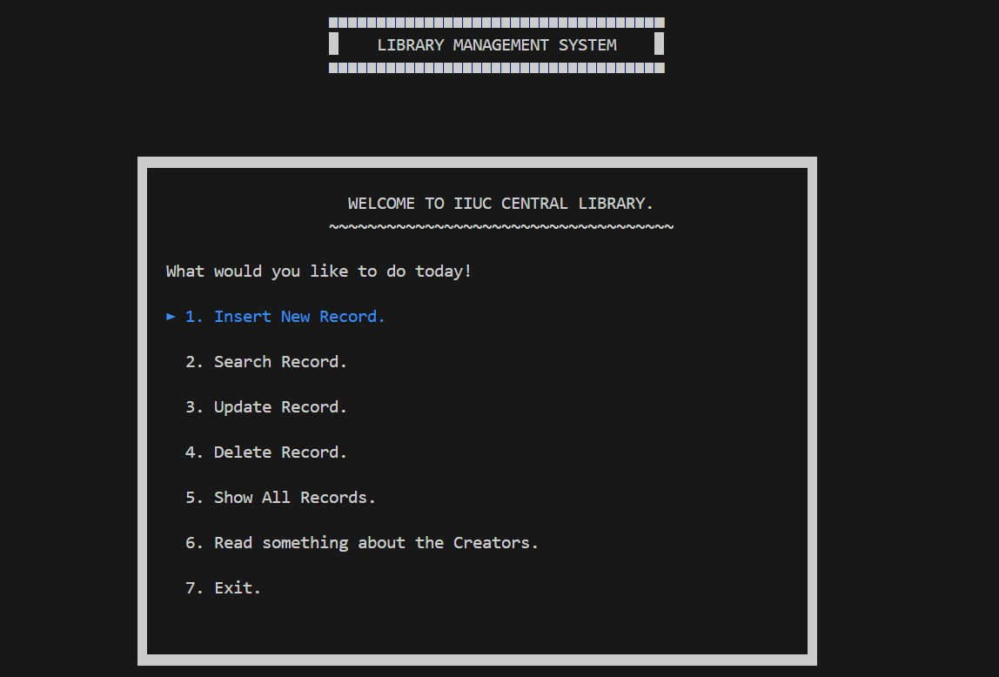 LIBRARY MANAGEMENT SYSTEM
WELCOME TO IIUC CENTRAL LIBRARY.
~~~~~~~~~~~~~~~~~~~~~~~~~~~~~~~~~~~~
What would you like to do today!
► 1. Insert New Record.
2. Search Record.
3. Update Record.
4. Delete Record.
5. Show All Records.
6. Read something about the Creators.
7. Exit.